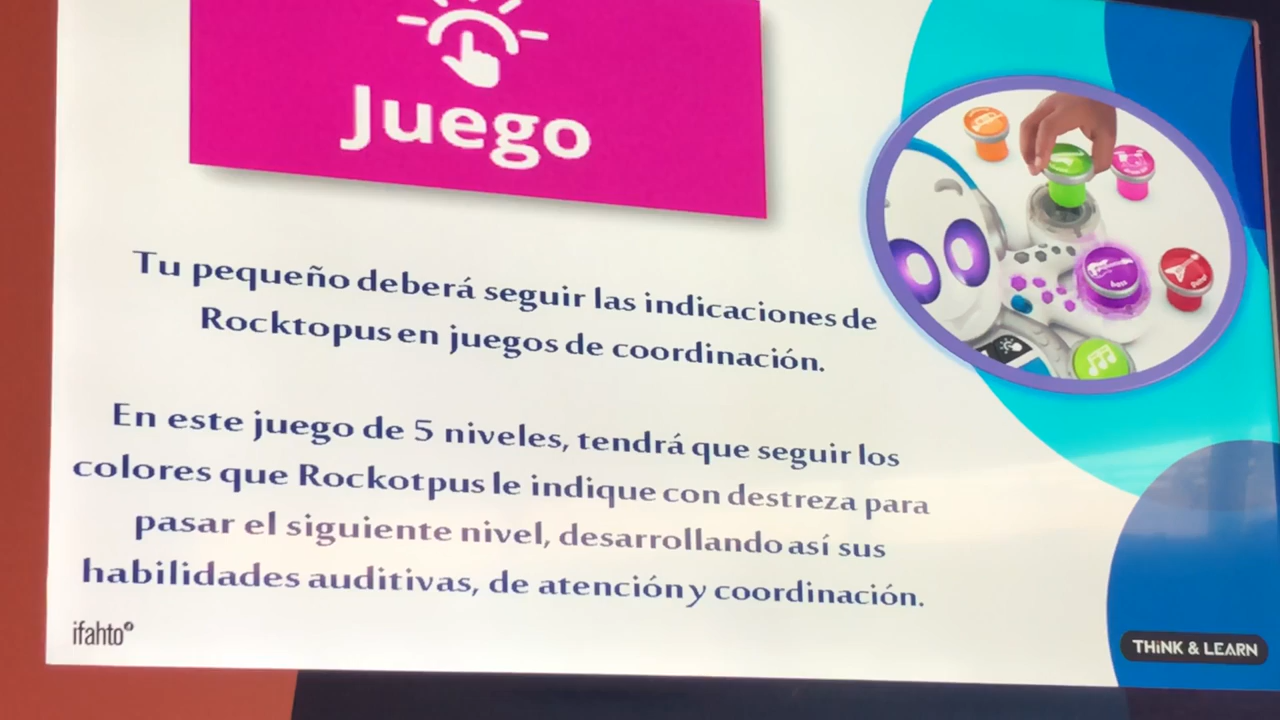 Juego
Tu pequeño deberá seguir las indicaciones de
Rocktopus en juegos de coordinación.
En este juego de 5 niveles, tendrá que seguir los
colores que Rockotpus le indique con destreza para
pasar el siguiente nivel, desarrollando así sus
habilidades auditivas, de atención y coordinación.
ifahto
THiNK & LEARN